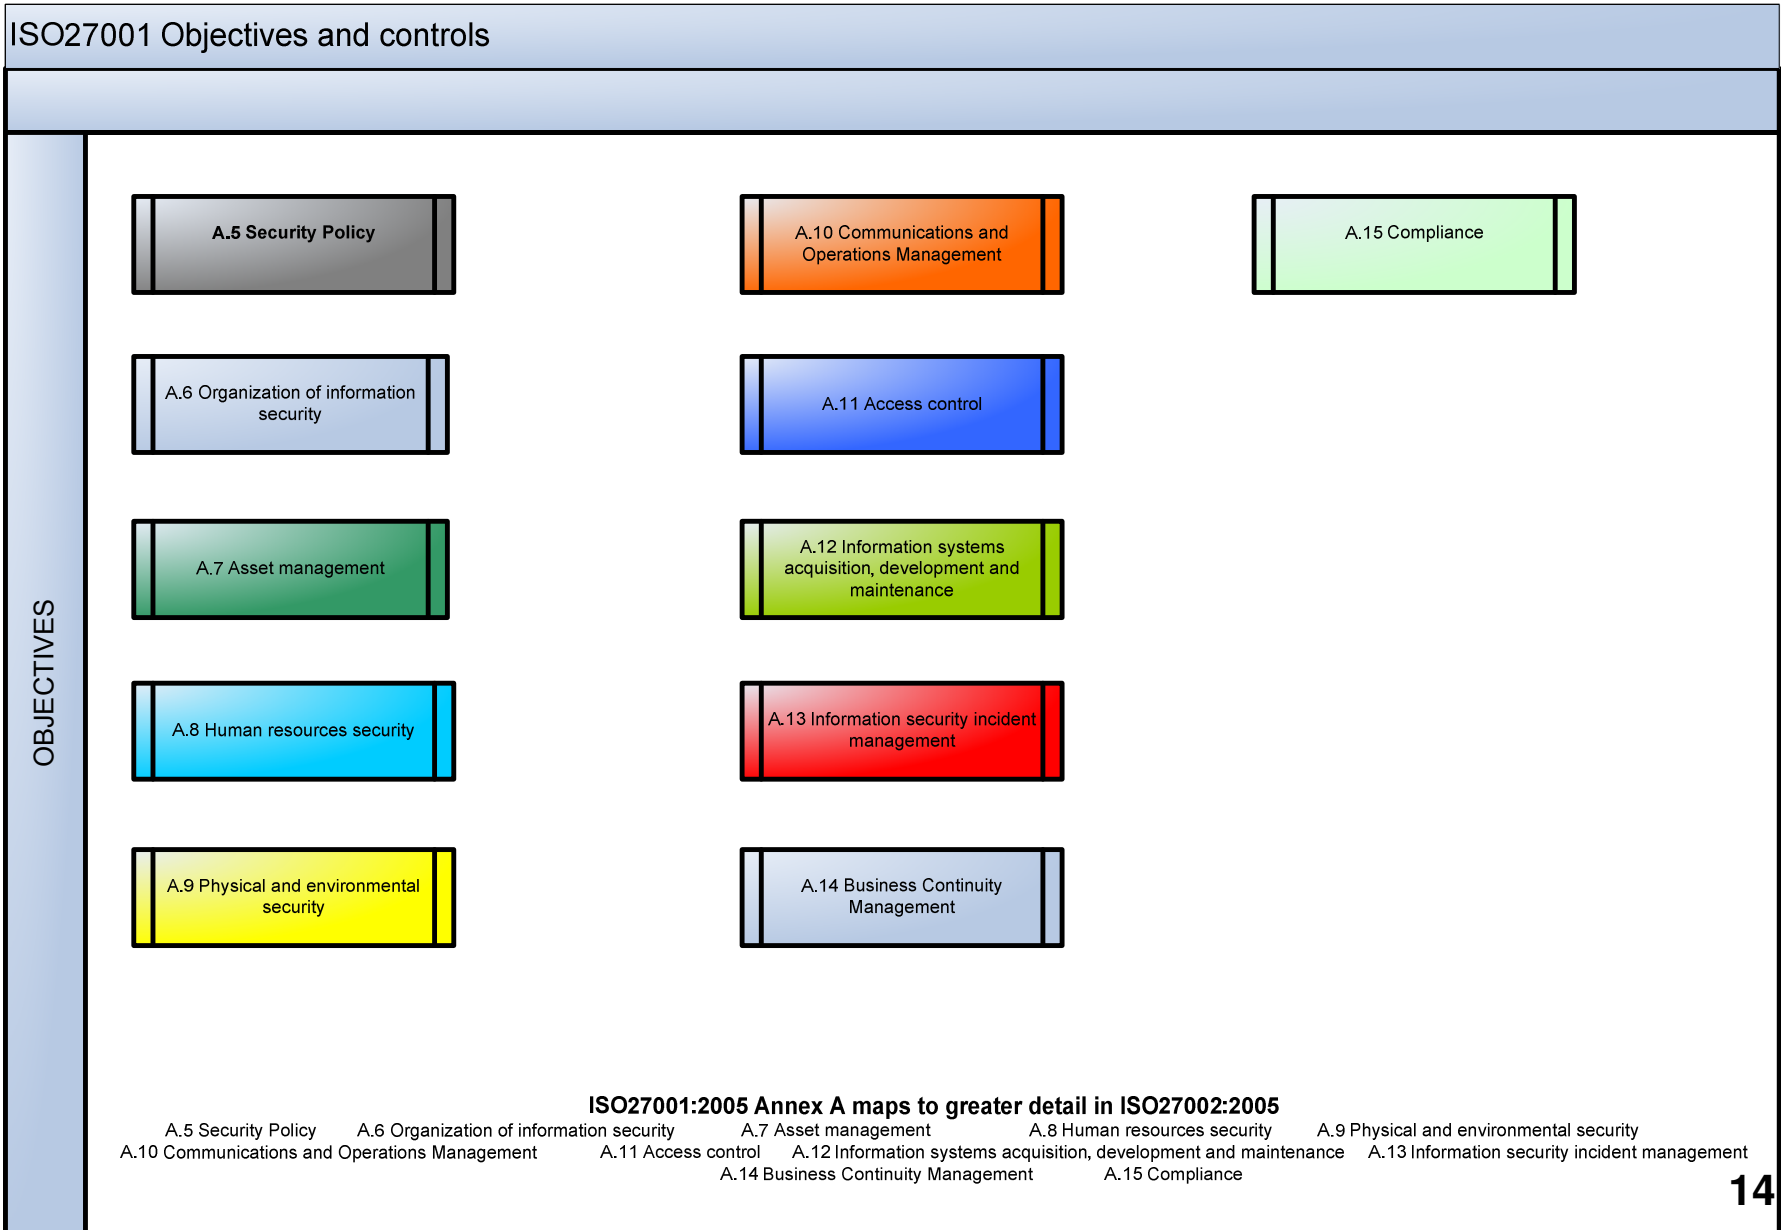 ISO27001 Objectives and controls
OBJECTIVES
A.5 Security Policy
A.6 Organization of information
security
A.7 Asset management
A.8 Human resources security
A.9 Physical and environmental
security
A.10 Communications and
Operations Management
A.11 Access control
A.12 Information systems
acquisition, development and
maintenance
A.13 Information security incident
management
A.14 Business Continuity
Management
A.15 Compliance
ISO27001:2005 Annex A maps to greater detail in ISO27002:2005
A.5 Security Policy A.6 Organization of information security A.7 Asset management A.8 Human resources security A.9 Physical and environmental security
A.10 Communications and Operations Management A.11 Access control A.12 Information systems acquisition, development and maintenance A.13 Information security incident management
A.14 Business Continuity Management A.15 Compliance
14